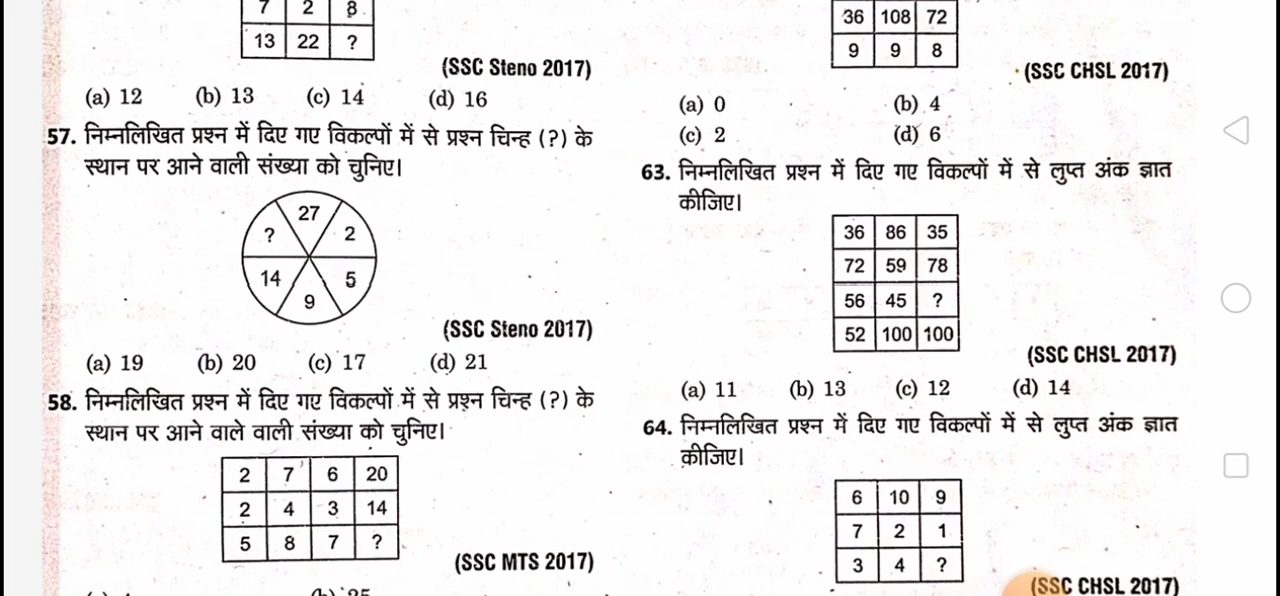 7 2 8
13 22 ?
(SSC Steno 2017)
(a) 12 (b) 13 (c) 14 (d) 16
57. निम्नलिखित प्रश्न में दिए गए विकल्पों में से प्रश्न चिन्ह (?) के
स्थान पर आने वाली संख्या को चुनिए।
27
? 2
14 5
9
(SSC Steno 2017)
(a) 19 (b) 20 (c) 17 (d) 21
58. निम्नलिखित प्रश्न में दिए गए विकल्पों में से प्रश्न चिन्ह (?) के
स्थान पर आने वाले वाली संख्या को चुनिए।
2 7 6 20
2 4 3 14
5 8 7 ?
(SSC MTS 2017)
36 108 72
9 9 8
(SSC CHSL 2017)
(a) 0 (b) 4
(c) 2 (d) 6
63. निम्नलिखित प्रश्न में दिए गए विकल्पों में से लुप्त अंक ज्ञात
कीजिए।
36 86 35
72 59 78
56 45 ?
52 100 100
(SSC CHSL 2017)
(a) 11 (b) 13 (c) 12 (d) 14
64. निम्नलिखित प्रश्न में दिए गए विकल्पों में से लुप्त अंक ज्ञात
कीजिए।
6 10 9
7 2 1
3 4 ?
(SSC CHSL 2017)